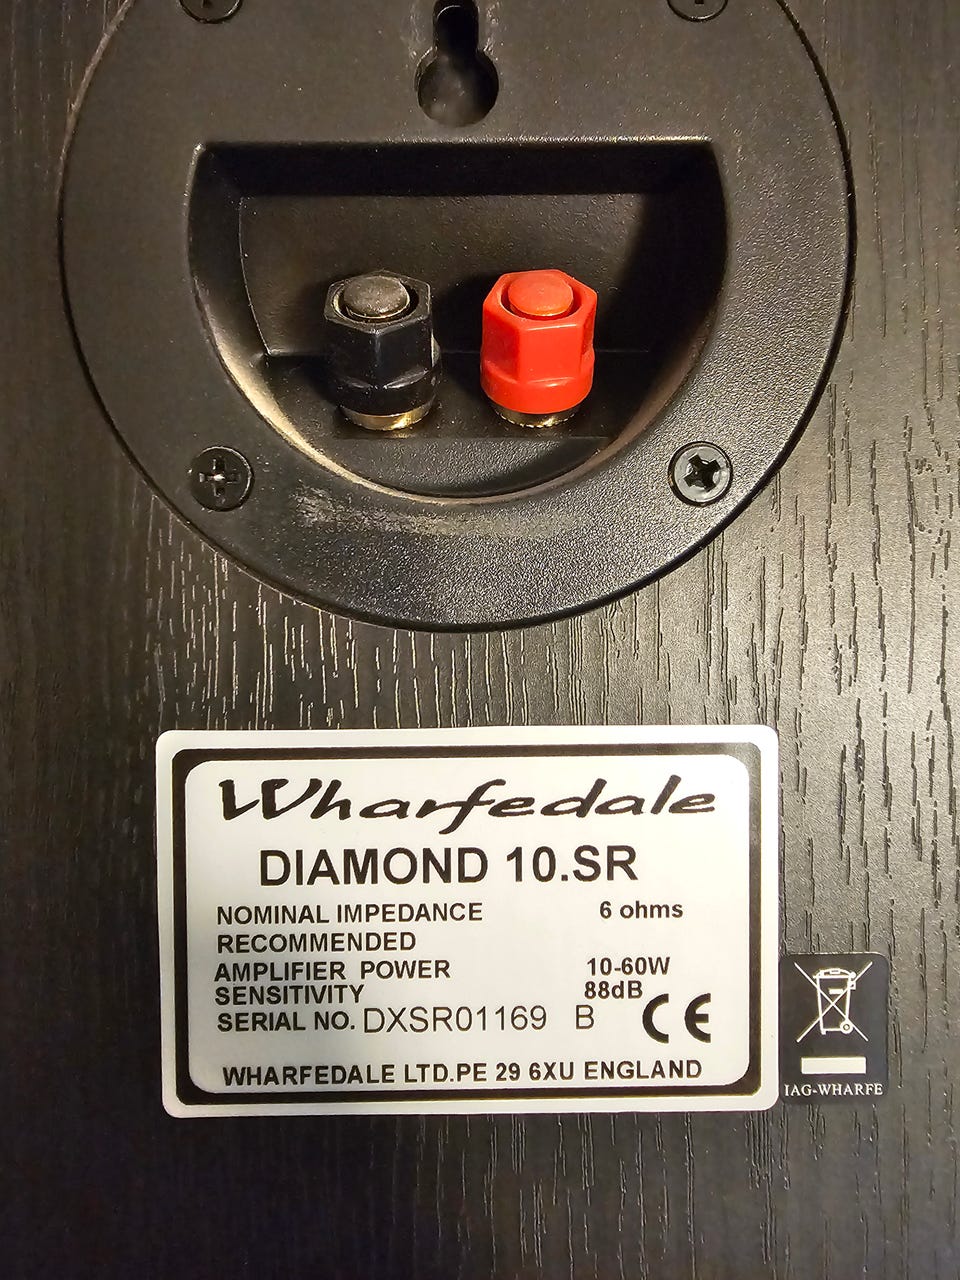 Wharfedale
DIAMOND 10.SR
NOMINAL IMPEDANCE 6 ohms
RECOMMENDED
AMPLIFIER POWER 10-60W
SENSITIVITY 88dB
SERIAL NO. DXSR01169 B CE
WHARFEDALE LTD.PE 29 6XU ENGLAND
IAG-WHARFE